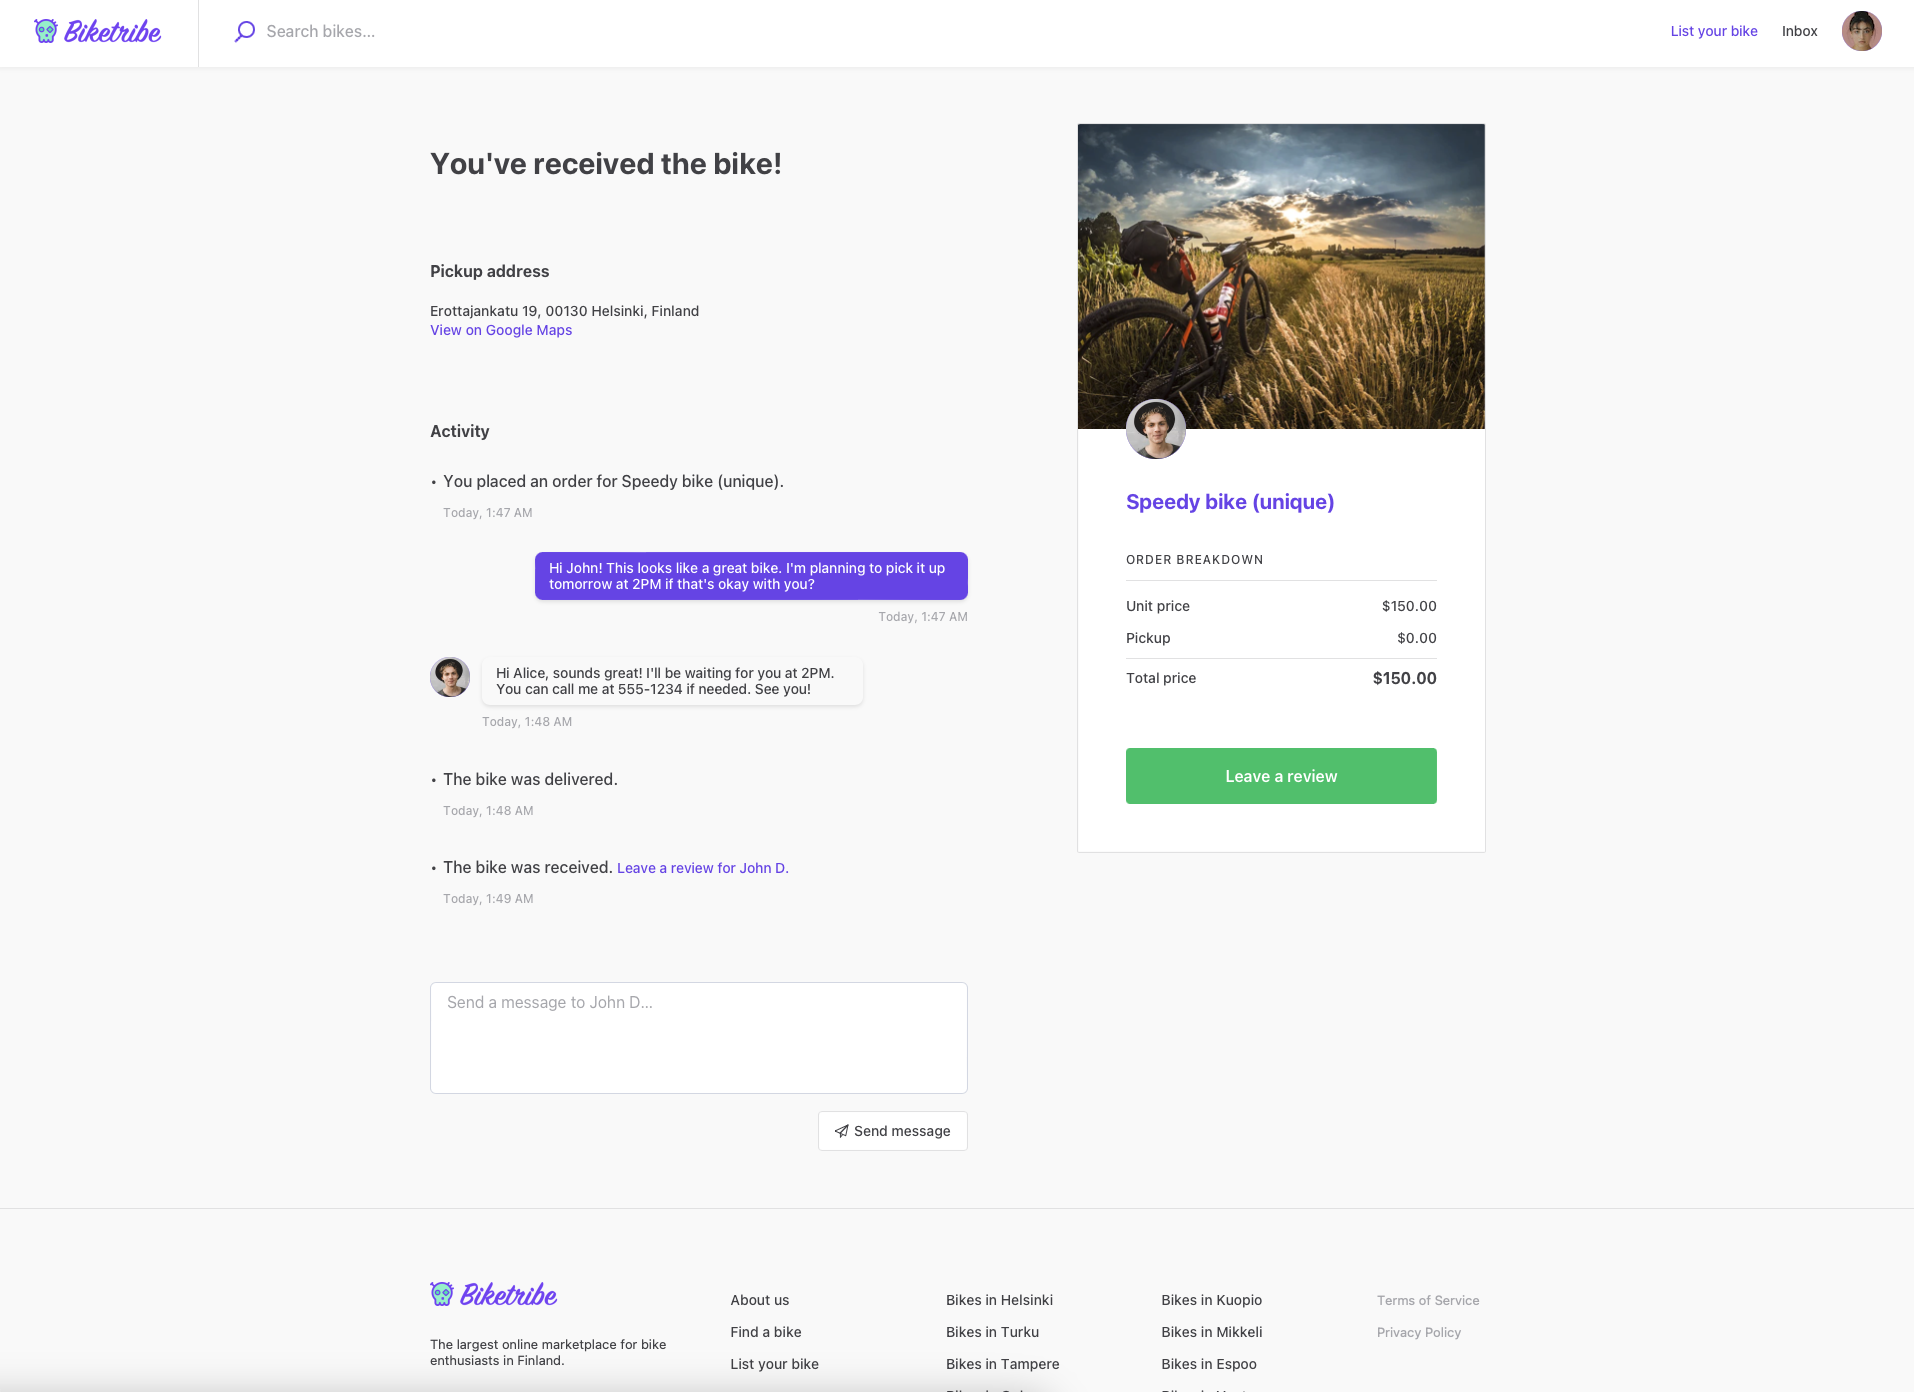 Biketribe
Search bikes...
List your bike
Inbox
You've received the bike!
Pickup address
Erottajankatu 19, 00130 Helsinki, Finland
View on Google Maps
Activity
• You placed an order for Speedy bike (unique).
Today, 1:47 AM
Hi John! This looks like a great bike. I'm planning to pick it up
tomorrow at 2PM if that's okay with you?
Today, 1:47 AM
Hi Alice, sounds great! I'll be waiting for you at 2PM.
You can call me at 555-1234 if needed. See you!
Today, 1:48 AM
• The bike was delivered.
Today, 1:48 AM
• The bike was received. Leave a review for John D.
Today, 1:49 AM
Send a message to John D...
Send message
Speedy bike (unique)
ORDER BREAKDOWN
Unit price $150.00
Pickup $0.00
Total price $150.00
Leave a review
Biketribe
The largest online marketplace for bike
enthusiasts in Finland.
About us
Find a bike
List your bike
Bikes in Helsinki
Bikes in Turku
Bikes in Tampere
Bikes in Kuopio
Bikes in Mikkeli
Bikes in Espoo
Terms of Service
Privacy Policy